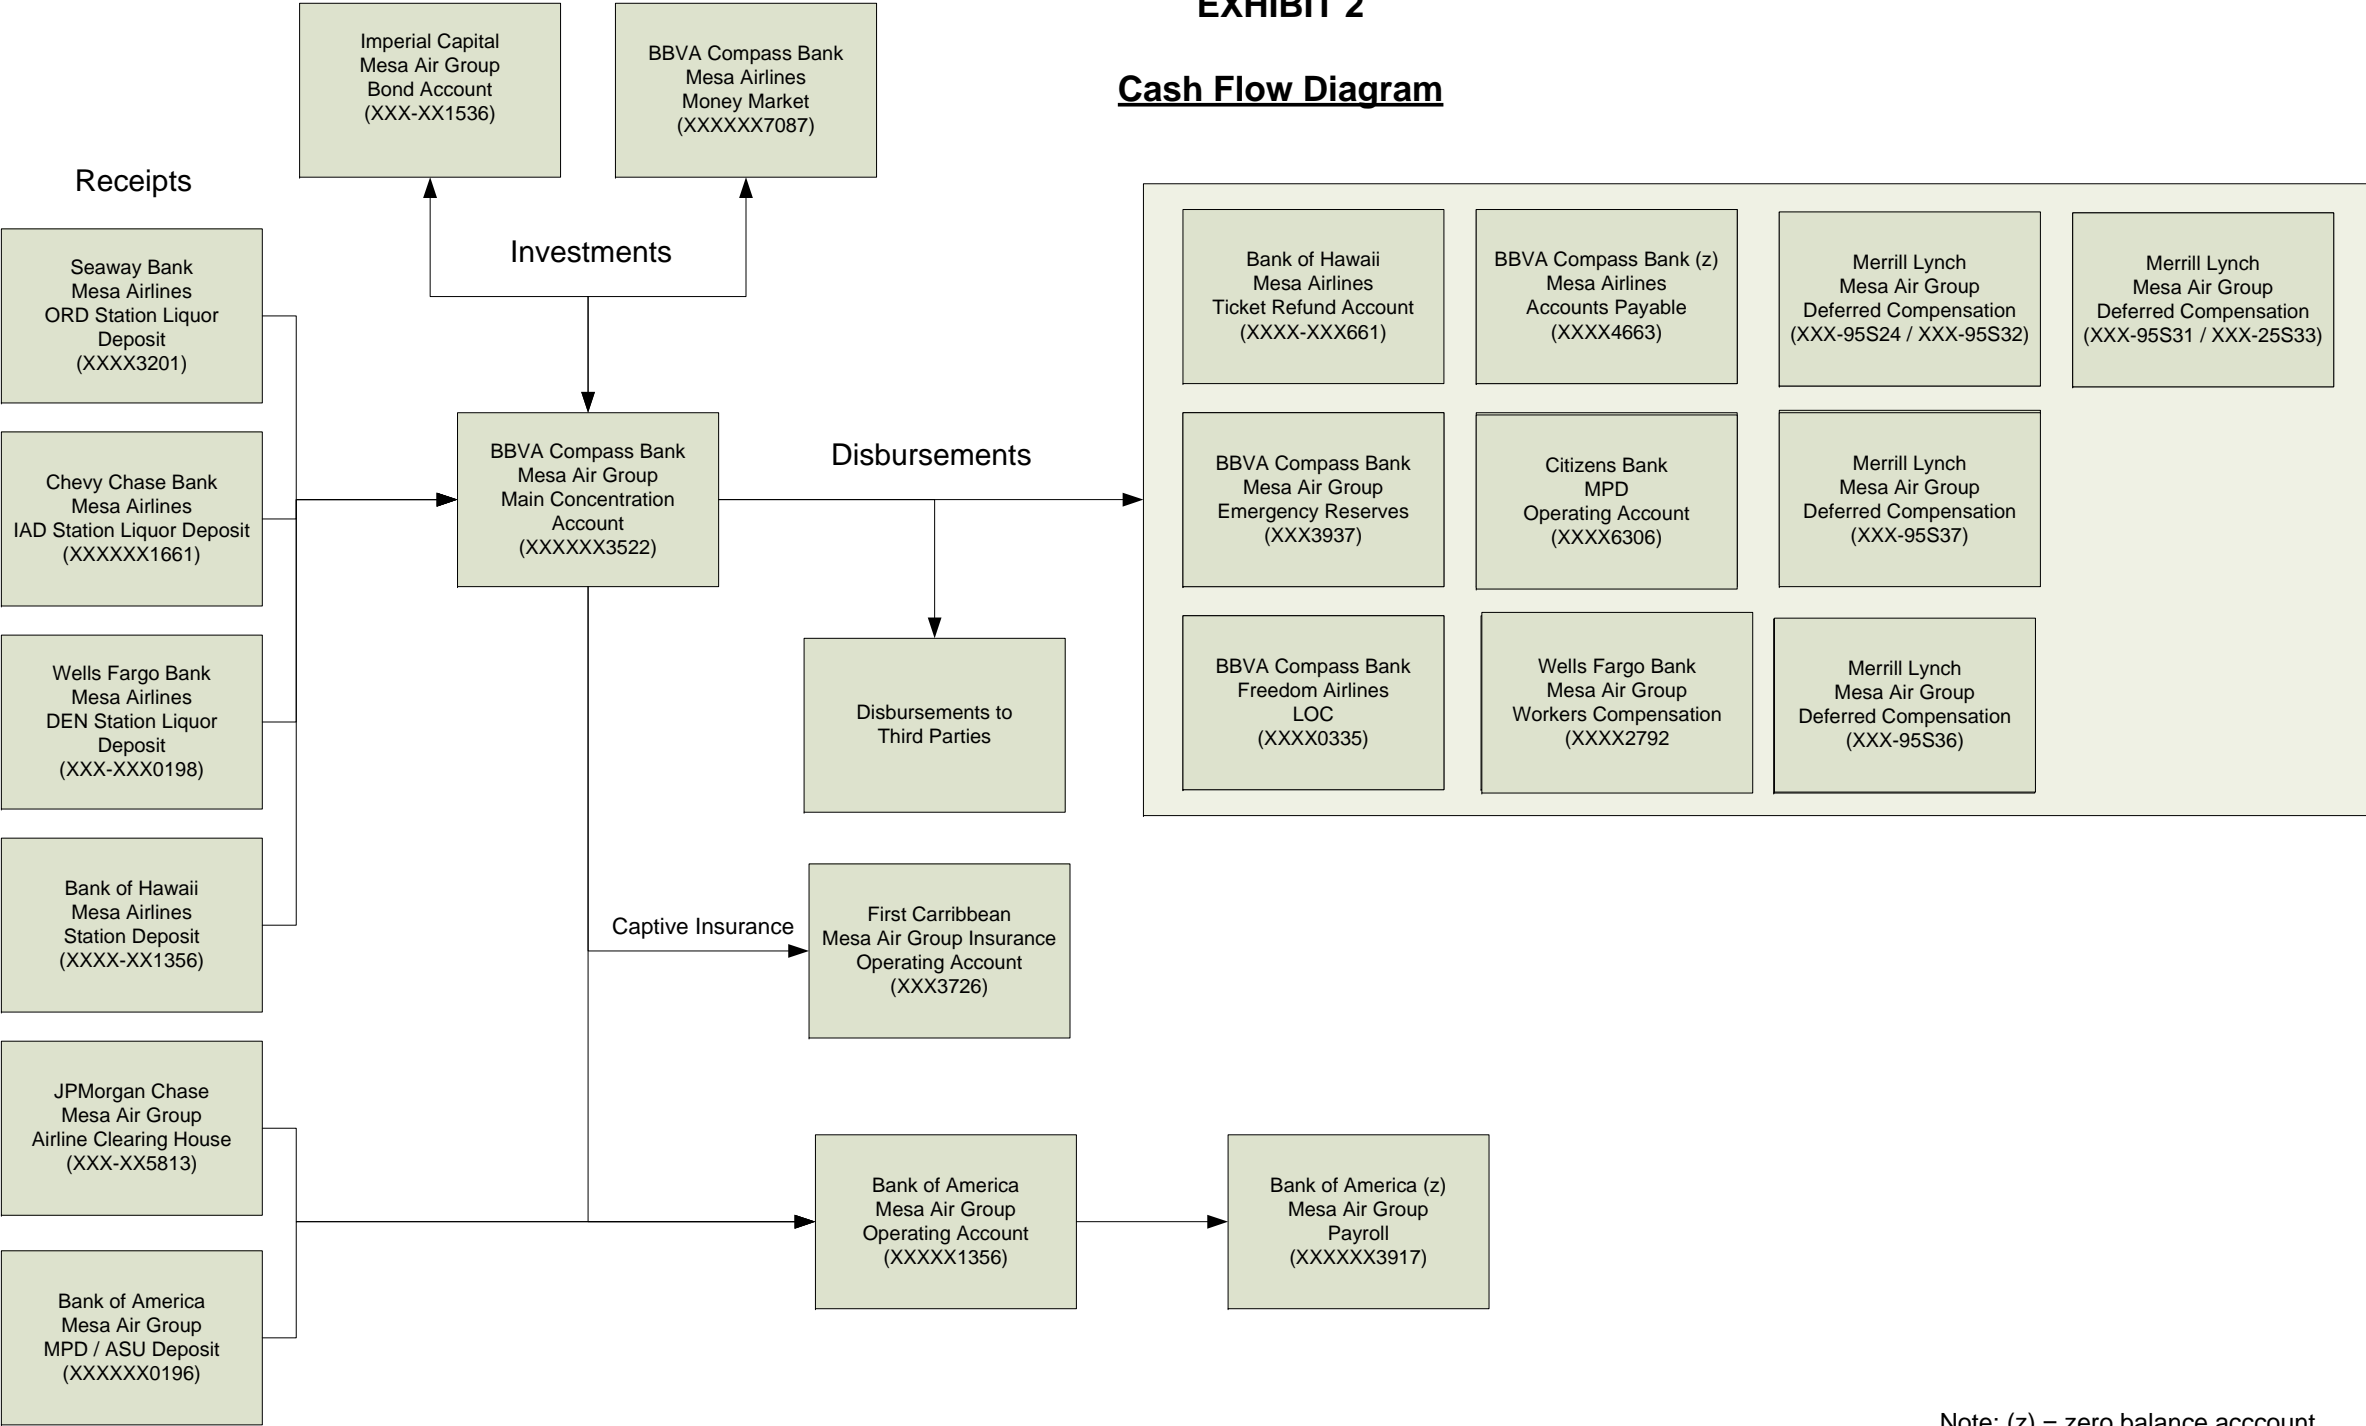 EXHIBIT 2
Cash Flow Diagram
Imperial Capital
Mesa Air Group
Bond Account
(XXX-XX1536)
BBVA Compass Bank
Mesa Airlines
Money Market
(XXXXXX7087)
Receipts
Investments
Seaway Bank
Mesa Airlines
ORD Station Liquor
Deposit
(XXXX3201)
Chevy Chase Bank
Mesa Airlines
IAD Station Liquor Deposit
(XXXXXX1661)
Wells Fargo Bank
Mesa Airlines
DEN Station Liquor
Deposit
(XXX-XXX0198)
Bank of Hawaii
Mesa Airlines
Station Deposit
(XXXX-XX1356)
JPMorgan Chase
Mesa Air Group
Airline Clearing House
(XXX-XX5813)
Bank of America
Mesa Air Group
MPD / ASU Deposit
(XXXXXX0196)
BBVA Compass Bank
Mesa Air Group
Main Concentration
Account
(XXXXXX3522)
Disbursements
Disbursements to
Third Parties
Captive Insurance
First Carribbean
Mesa Air Group Insurance
Operating Account
(XXX3726)
Bank of America
Mesa Air Group
Operating Account
(XXXXX1356)
Bank of America (z)
Mesa Air Group
Payroll
(XXXXXX3917)
Bank of Hawaii
Mesa Airlines
Ticket Refund Account
(XXXX-XXX661)
BBVA Compass Bank (z)
Mesa Airlines
Accounts Payable
(XXXX4663)
Merrill Lynch
Mesa Air Group
Deferred Compensation
(XXX-95S24 / XXX-95S32)
Merrill Lynch
Mesa Air Group
Deferred Compensation
(XXX-95S31 / XXX-25S33)
BBVA Compass Bank
Mesa Air Group
Emergency Reserves
(XXX3937)
Citizens Bank
MPD
Operating Account
(XXXX6306)
Merrill Lynch
Mesa Air Group
Deferred Compensation
(XXX-95S37)
BBVA Compass Bank
Freedom Airlines
LOC
(XXXX0335)
Wells Fargo Bank
Mesa Air Group
Workers Compensation
(XXXX2792
Merrill Lynch
Mesa Air Group
Deferred Compensation
(XXX-95S36)
Note: (z) = zero balance acccount